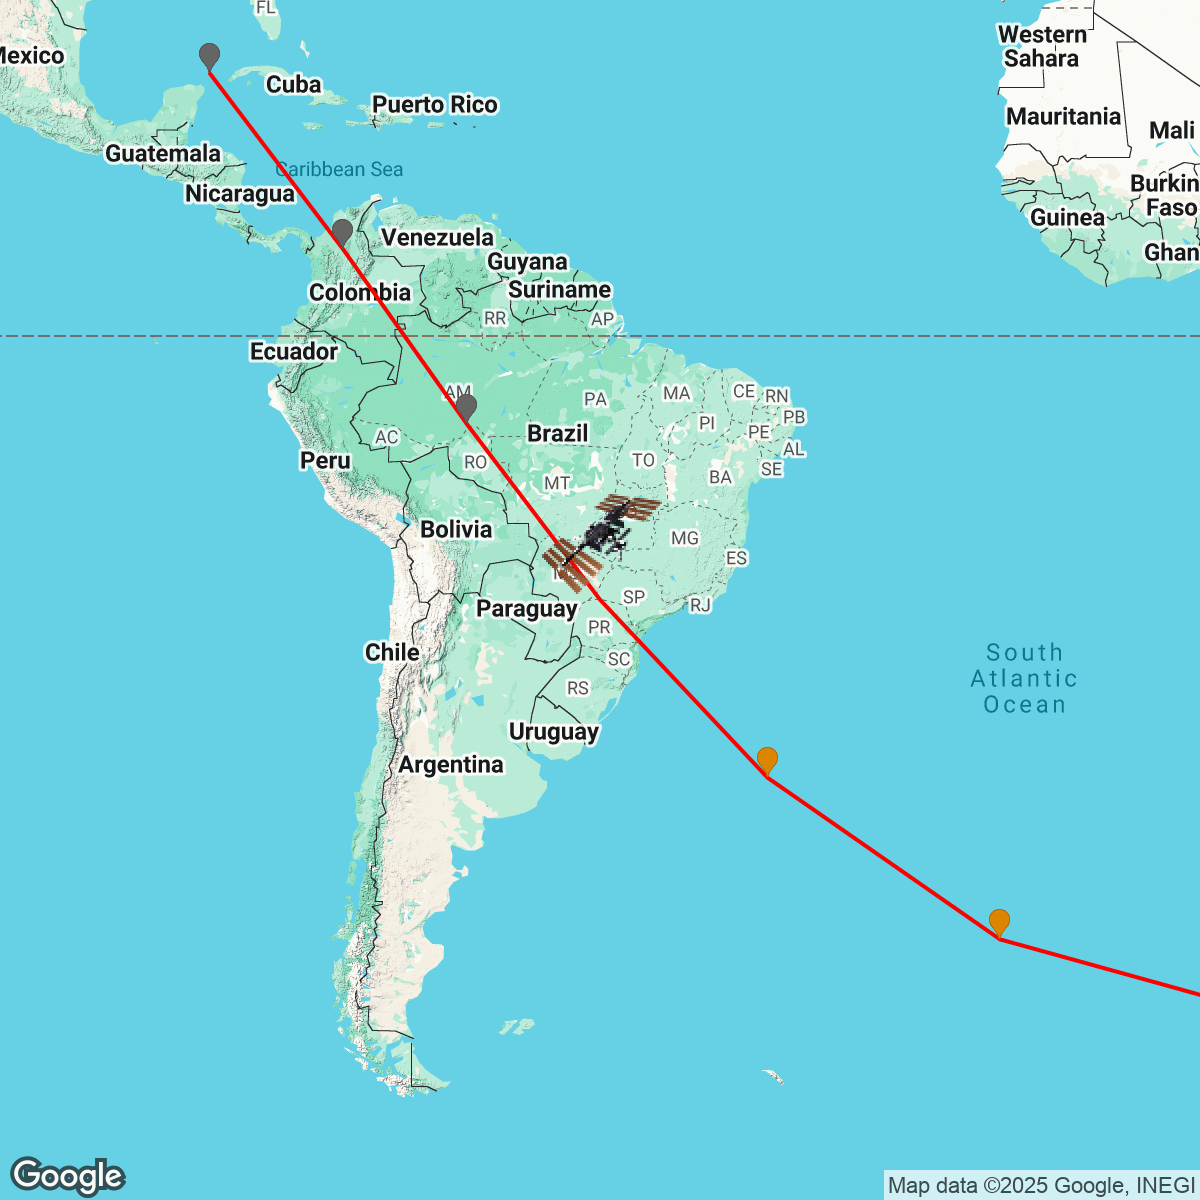 FL
Mexico
Western
Sahara
Cuba
Puerto Rico
Mauritania
Mali
Guatemala
Caribbean Sea
Nicaragua
Burkin
Faso
Guinea
Venezuela
Ghan
Guyana
Suriname
Colombia
RR
AP
Ecuador
AM
PA
MA
CE
RN
PB
PI
PE
AC
Brazil
AL
Peru
RO
TO
SE
MT
BA
Bolivia
MG
ES
SP
RJ
Paraguay
PR
Chile
SC
South
Atlantic
Ocean
RS
Uruguay
Argentina
Google
Map data ©2025 Google, INEGI